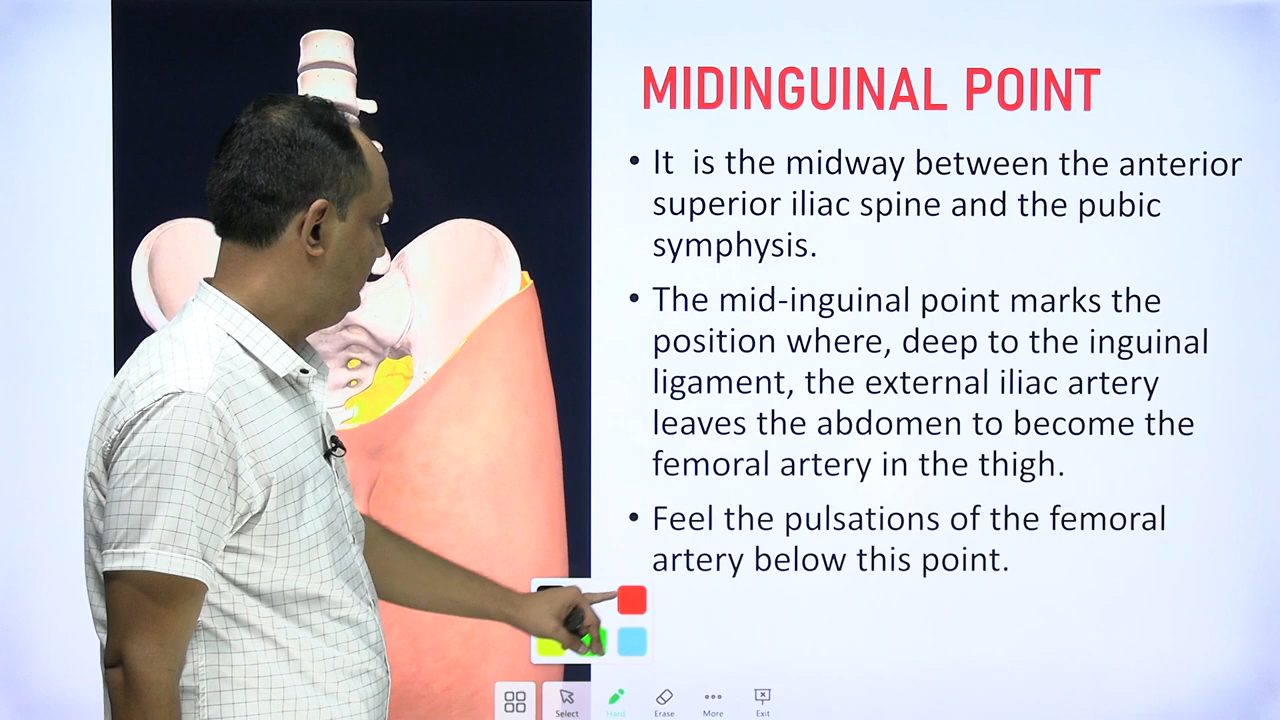 MIDINGUINAL POINT
• It is the midway between the anterior
superior iliac spine and the pubic
symphysis.
• The mid-inguinal point marks the
position where, deep to the inguinal
ligament, the external iliac artery
leaves the abdomen to become the
femoral artery in the thigh.
• Feel the pulsations of the femoral
artery below this point.
Select
Hard
Erase
More
Exit